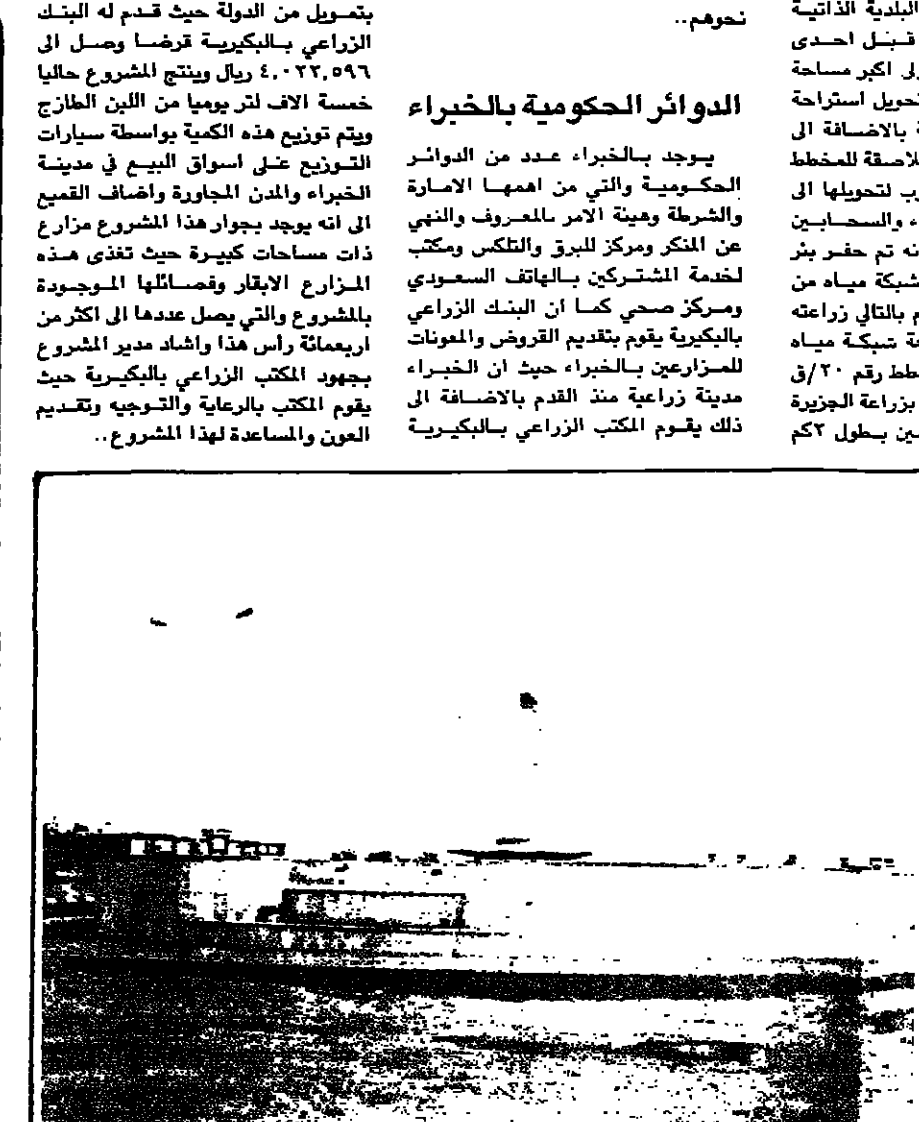 البلدية الذاتية
قبل احدى
لى اكبر مساحة
تحويل استراحة
ة بالاضافة الى
لاصقة للمخطط
رب لتحويلها الى
ء والسحابين
نه تم حفر بئر
شبكة مياه من
م بالتالي زراعته
عة شبكة مياه
طط رقم ٢٠/ق
بزراعة الجزيرة
ين بطول ٢كم
نحوهم..
الدوائر الحكومية بالخبراء
يوجد بالخبراء عدد من الدوائر
الحكومية والتي من اهمها الامارة
والشرطة وهيئة الامر بالمعروف والنهي
عن المنكر ومركز للبرق والتلكس ومكتب
لخدمة المشتركين بالهاتف السعودي
ومركز صحي كما ان البنك الزراعي
بالبكيرية يقوم بتقديم القروض والمعونات
للمزارعين بالخبراء حيث ان الخبراء
مدينة زراعية منذ القدم بالاضافة الى
ذلك يقوم المكتب الزراعي بالبكيرية
بتمويل من الدولة حيث قدم له البنك
الزراعي بالبكيرية قرضا وصل الى
٤,٠٢٢,٥٩٦ ريال وينتج المشروع حاليا
خمسة الاف لتر يوميا من اللبن الطازج
ويتم توزيع هذه الكمية بواسطة سيارات
التوزيع على اسواق البيع في مدينة
الخبراء والمدن المجاورة واضاف القميع
الى انه يوجد بجوار هذا المشروع مزارع
ذات مساحات كبيرة حيث تغذى هذه
المزارع الابقار وفصائلها الموجودة
بالمشروع والتي يصل عددها الى اكثر من
اربعمائة رأس هذا واشاد مدير المشروع
بجهود المكتب الزراعي بالبكيرية حيث
يقوم المكتب بالرعاية والتوجيه وتقديم
العون والمساعدة لهذا المشروع..